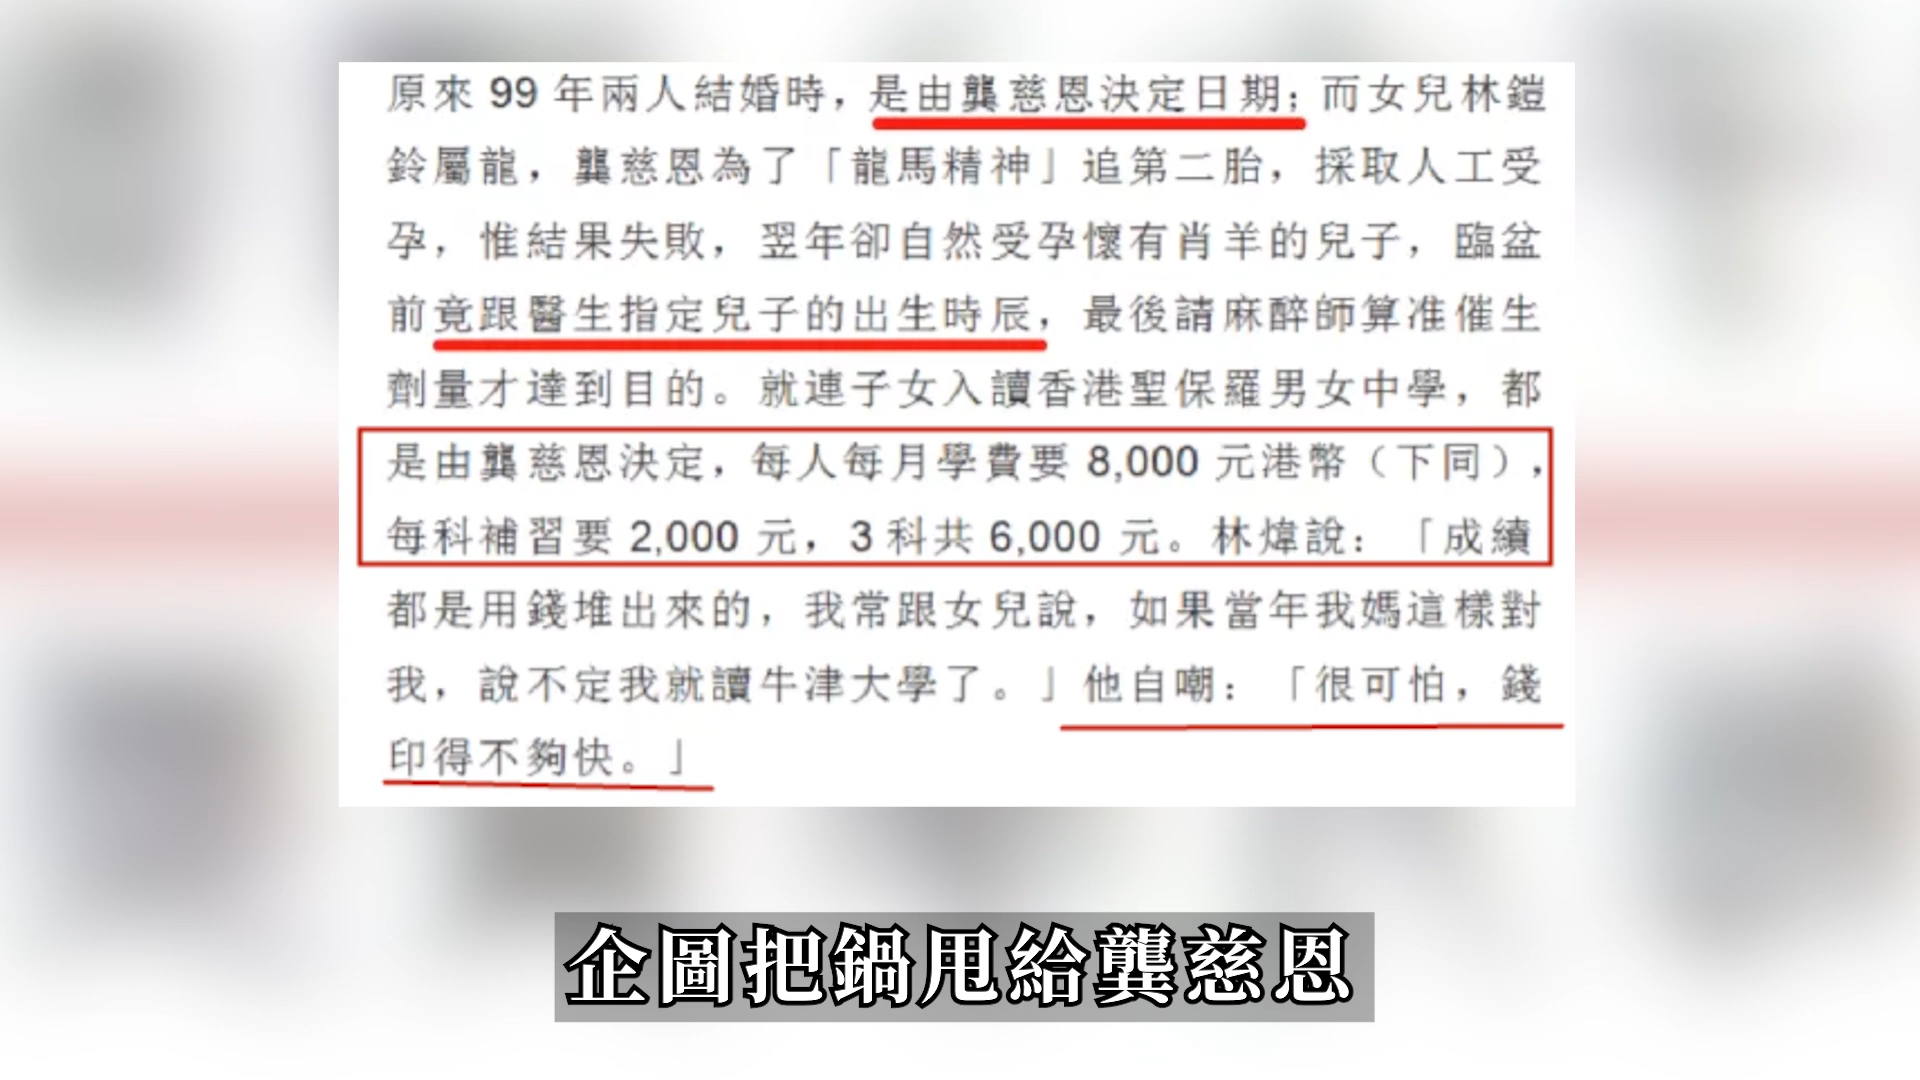 原來 99 年兩人結婚時，是由龔慈恩決定日期；而女兒林鎧
鈴屬龍，龔慈恩為了「龍馬精神」追第二胎，採取人工受
孕，惟結果失敗，翌年卻自然受孕懷有肖羊的兒子，臨盆
前竟跟醫生指定兒子的出生時辰，最後請麻醉師算准催生
劑量才達到目的。就連子女入讀香港聖保羅男女中學，都
是由龔慈恩決定，每人每月學費要 8,000 元港幣（下同），
每科補習要 2,000 元，3 科共 6,000 元。林煒說：「成績
都是用錢堆出來的，我常跟女兒說，如果當年我媽這樣對
我，說不定我就讀牛津大學了。」他自嘲：「很可怕，錢
印得不夠快。」
企圖把鍋甩給龔慈恩